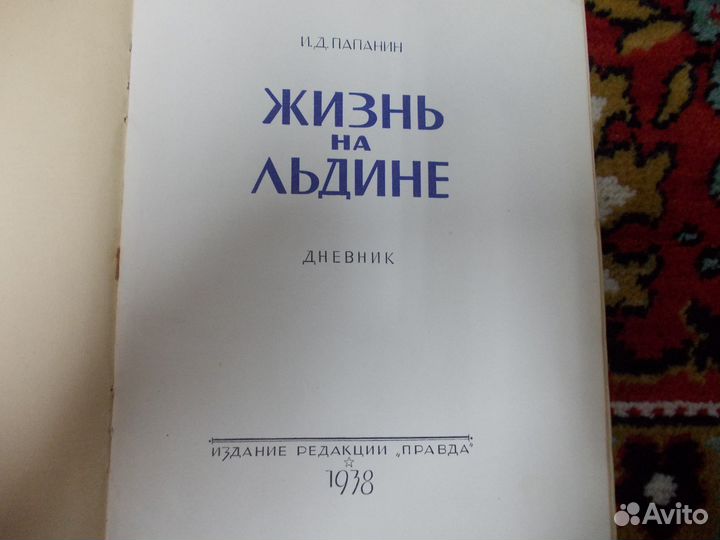 И. Д. ПАПАНИН
ЖИЗНЬ
НА
ЛЬДИНЕ
ДНЕВНИК
ИЗДАНИЕ РЕДАКЦИИ „ПРАВДА"
1938
Avito